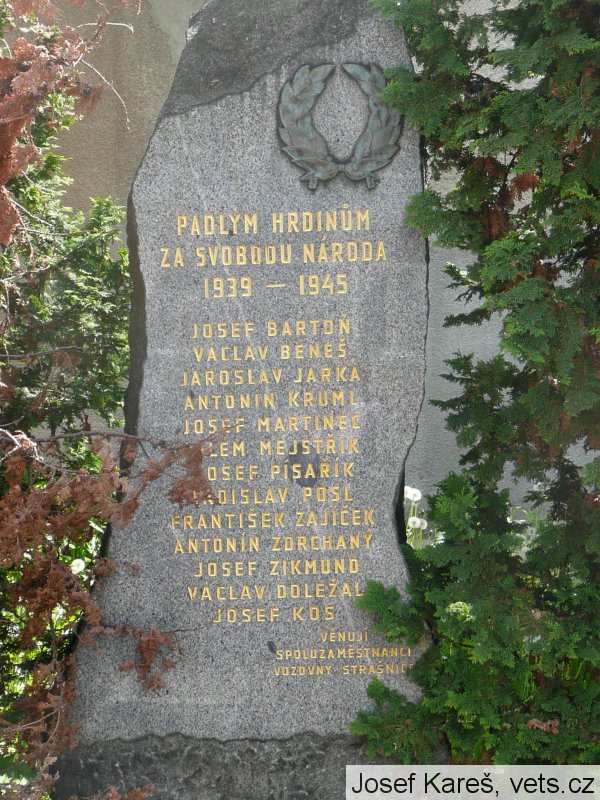 PADLÝM HRDINŮM
ZA SVOBODU NÁRODA
1939 — 1945
JOSEF BARTOŇ
VÁCLAV BENEŠ
JAROSLAV JARKA
ANTONÍN KRUML
JOSEF MARTINEC
ILEM MEJSTŘÍK
JOSEF PISAŘÍK
LADISLAV POSL
FRANTIŠEK ZAJÍČEK
ANTONÍN ZDRCHANÝ
JOSEF ZIKMUND
VÁCLAV DOLEŽAL
JOSEF KOS
VĚNUJÍ
SPOLUZAMĚSTNANCI
VOZOVNY STRAŠNICE
Josef Kareš, vets.cz